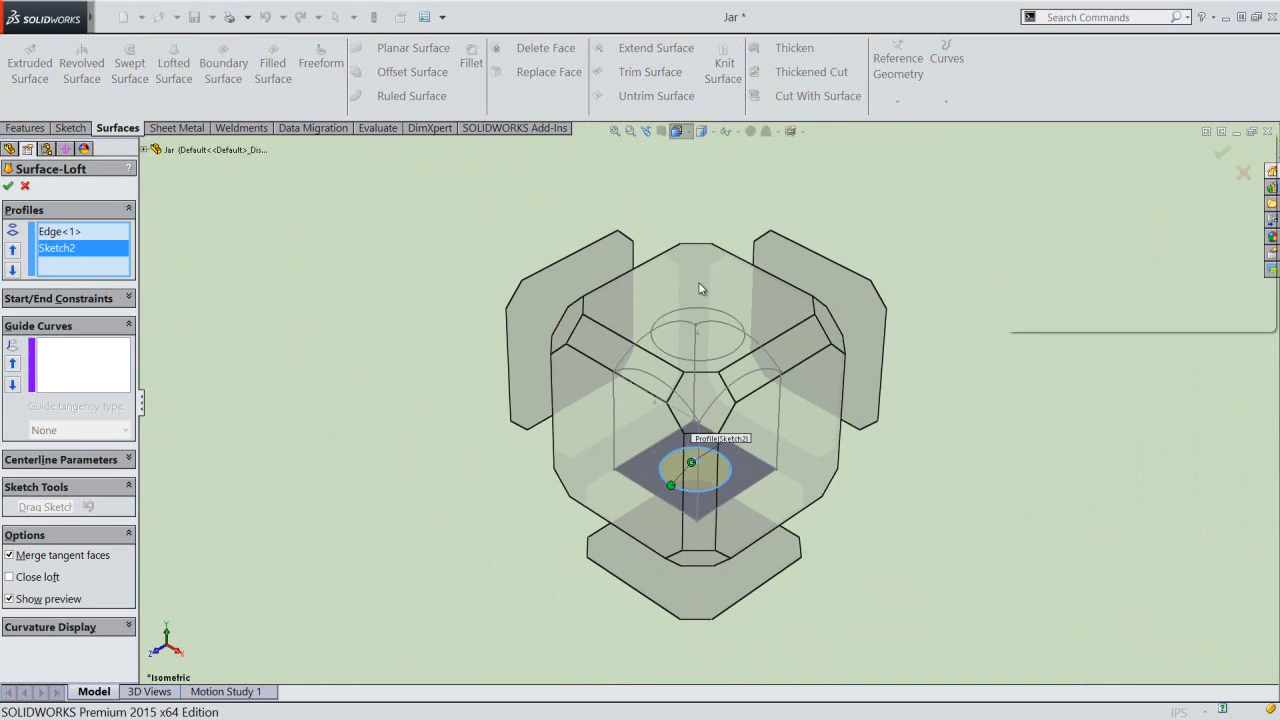 SOLIDWORKS
Jar *
Search Commands
Extruded Surface
Revolved Surface
Swept Surface
Lofted Surface
Boundary Surface
Filled Surface
Freeform
Planar Surface
Offset Surface
Ruled Surface
Fillet
Delete Face
Replace Face
Extend Surface
Trim Surface
Untrim Surface
Knit Surface
Thicken
Thickened Cut
Cut With Surface
Reference Geometry
Curves
Features
Sketch
Surfaces
Sheet Metal
Weldments
Data Migration
Evaluate
DimXpert
SOLIDWORKS Add-Ins
Jar (Default<<Default>_Dis...
Surface-Loft
?
Profiles
Edge<1>
Sketch2
Start/End Constraints
Guide Curves
Guide tangency type:
None
Centerline Parameters
Sketch Tools
Drag Sketch
Options
Merge tangent faces
Close loft
Show preview
Curvature Display
Profile(Sketch2)
Y
Z
X
*Isometric
Model
3D Views
Motion Study 1
SOLIDWORKS Premium 2015 x64 Edition
IPS